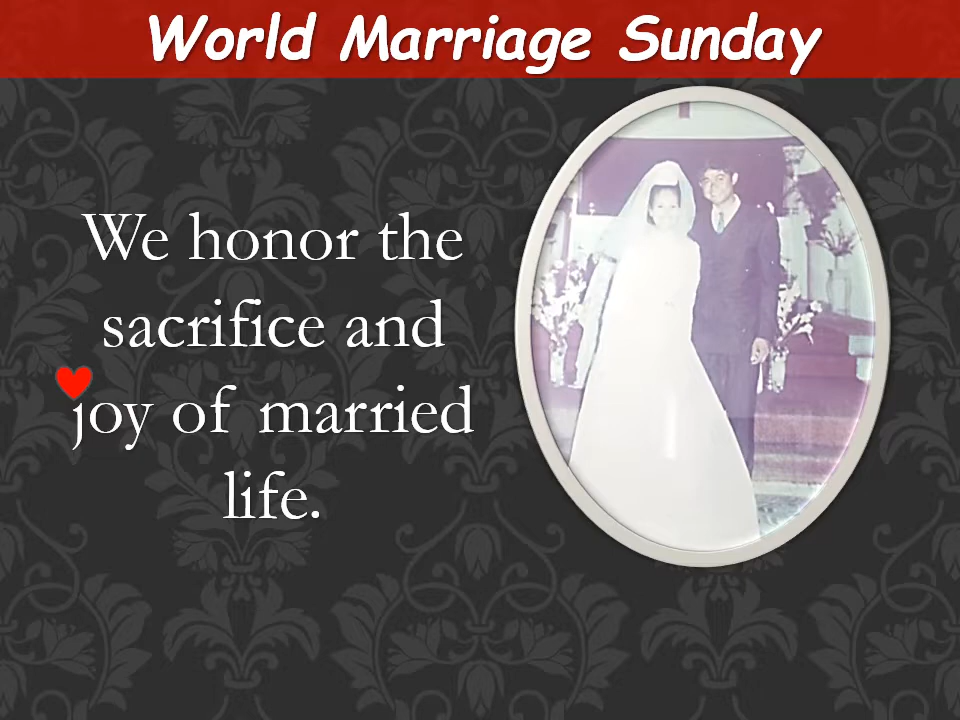 World Marriage Sunday
We honor the
sacrifice and
joy of married
life.